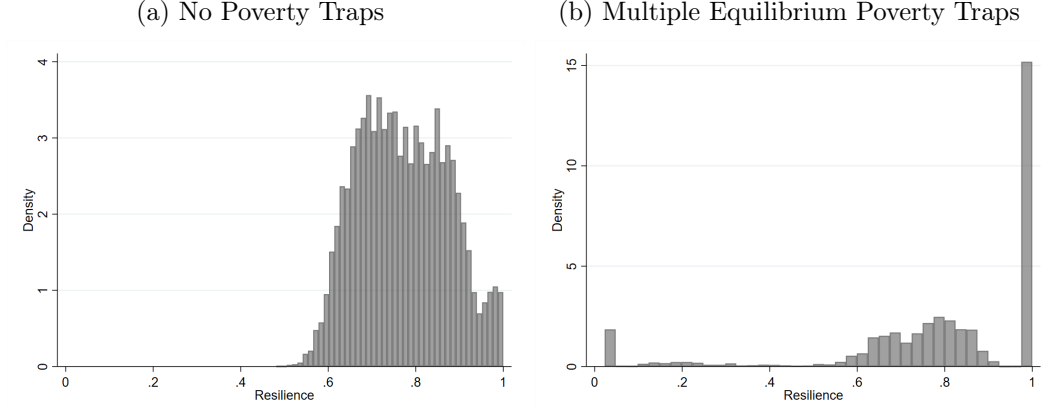 (a) No Poverty Traps
4
3
2
1
0
Density
0 .2 .4 .6 .8 1
Resilience
(b) Multiple Equilibrium Poverty Traps
15
10
5
0
Density
0 .2 .4 .6 .8 1
Resilience